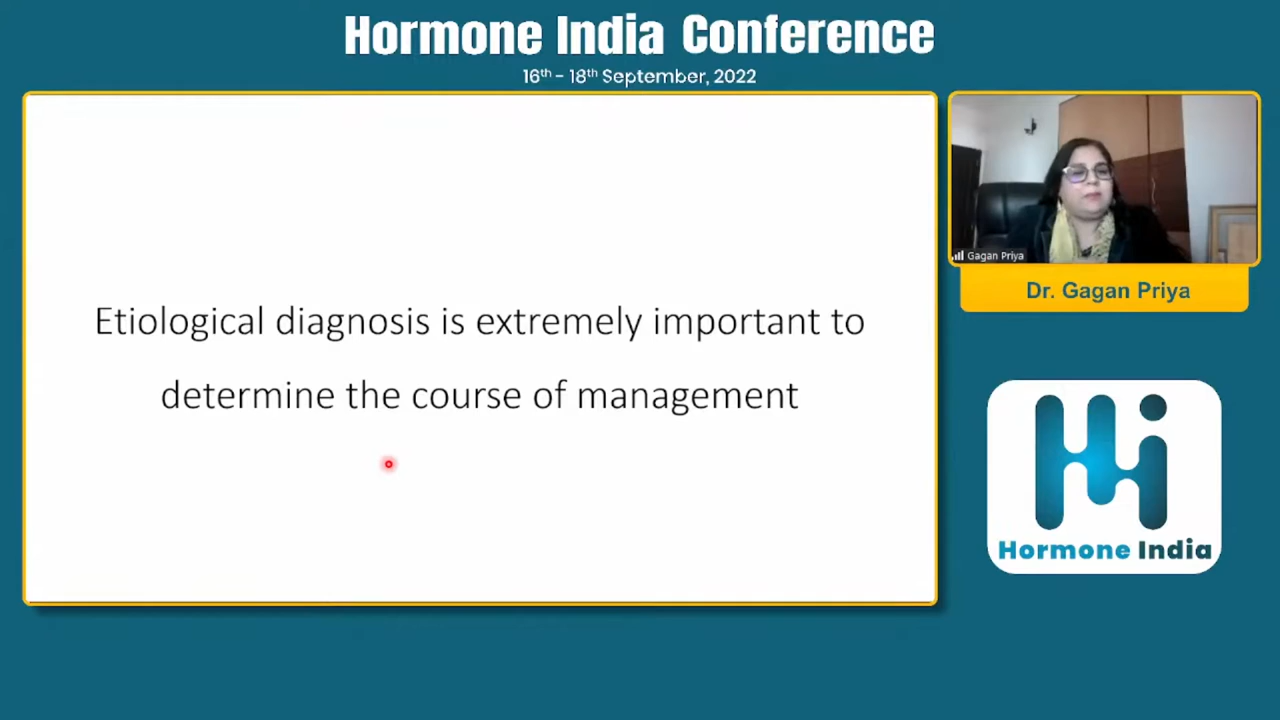 Hormone India Conference
16th - 18th September, 2022
Etiological diagnosis is extremely important to
determine the course of management
Gagan Priya
Dr. Gagan Priya
Hormone India